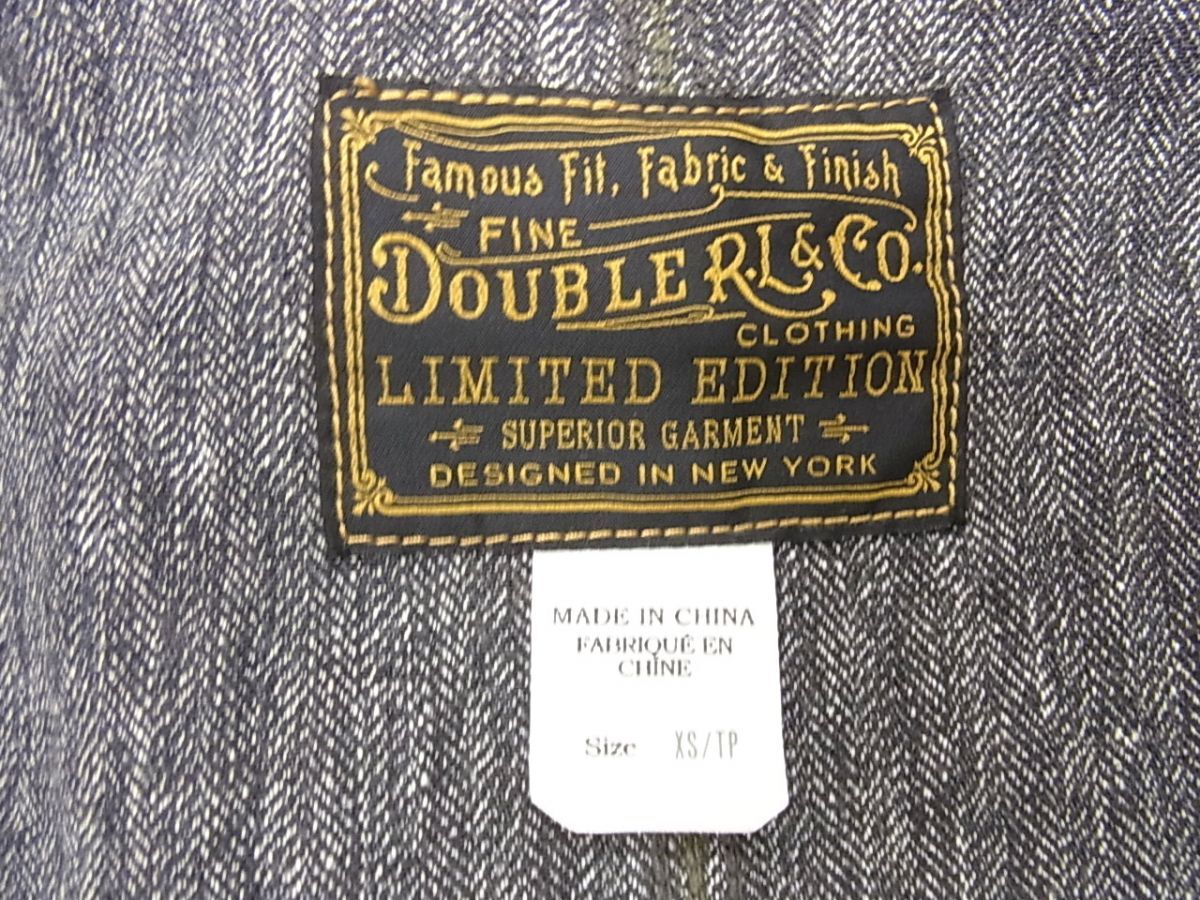 Famous Fit, Fabric & Finish
FINE
DOUBLE RL & Co.
CLOTHING
LIMITED EDITION
SUPERIOR GARMENT
DESIGNED IN NEW YORK
MADE IN CHINA
FABRIQUÉ EN
CHINE
Size XS/TP